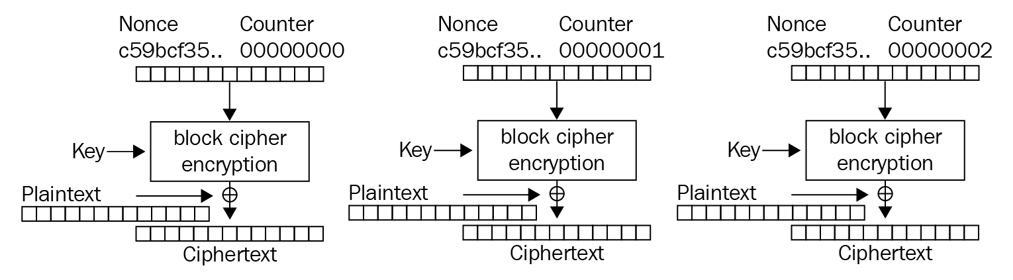 Nonce Counter
c59bcf35.. 00000000
block cipher
encryption
Key
Plaintext
Ciphertext
Nonce Counter
c59bcf35.. 00000001
block cipher
encryption
Key
Plaintext
Ciphertext
Nonce Counter
c59bcf35.. 00000002
block cipher
encryption
Key
Plaintext
Ciphertext